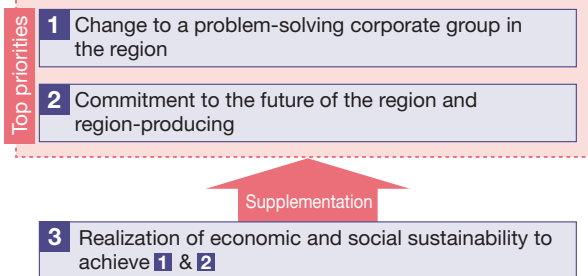 Top priorities
1 Change to a problem-solving corporate group in
the region
2 Commitment to the future of the region and
region-producing
Supplementation
3 Realization of economic and social sustainability to
achieve 1 & 2